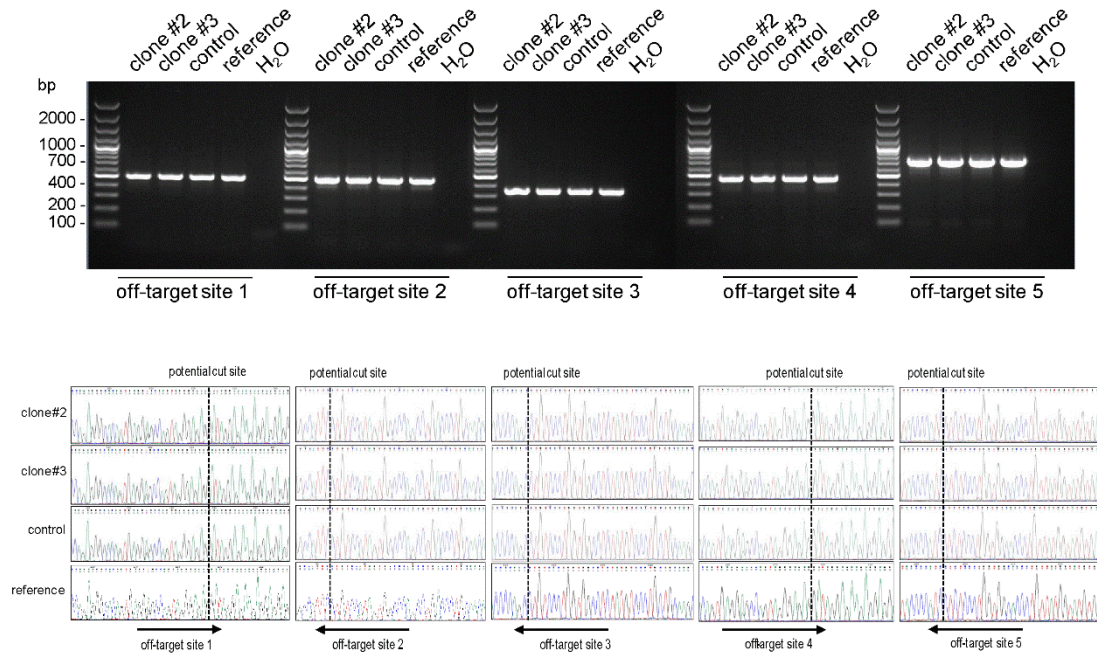 clone #2 clone #3 control reference H₂O clone #2 clone #3 control reference H₂O clone #2 clone #3 control reference H₂O clone #2 clone #3 control reference H₂O clone #2 clone #3 control reference H₂O
bp
2000 -
1000 -
700 -
400 -
200 -
100 -
off-target site 1 off-target site 2 off-target site 3 off-target site 4 off-target site 5
potential cut site potential cut site potential cut site potential cut site potential cut site
clone#2
clone#3
control
reference
off-target site 1 off-target site 2 off-target site 3 off-target site 4 off-target site 5